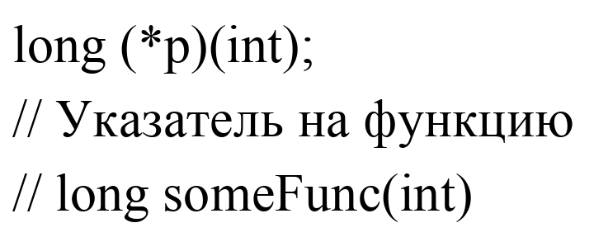 long (*p)(int);
// Указатель на функцию
// long someFunc(int)